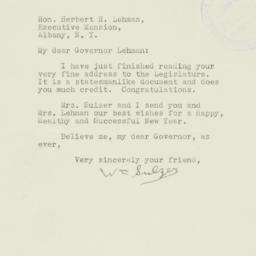 Hon. Herbert H. Lehman,
Executive Mansion,
Albany, N. Y.
My dear Governor Lehman:
I have just finished reading your
very fine address to the Legislature.
It is a statesmanlike document and does
you much credit. Congratulations.
Mrs. Sulzer and I send you and
Mrs. Lehman our best wishes for a Happy,
Healthy and Successful New Year.
Believe me, my dear Governor, as
ever,
Very sincerely your friend,
Wm Sulzer